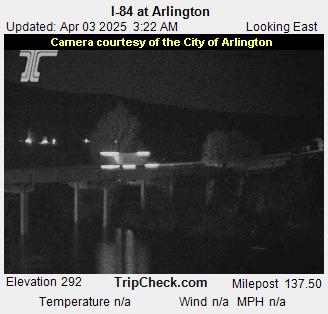 I-84 at Arlington
Updated: Apr 03 2025 3:22 AM Looking East
Camera courtesy of the City of Arlington
Elevation 292 TripCheck.com Milepost 137.50
Temperature n/a Wind n/a MPH n/a